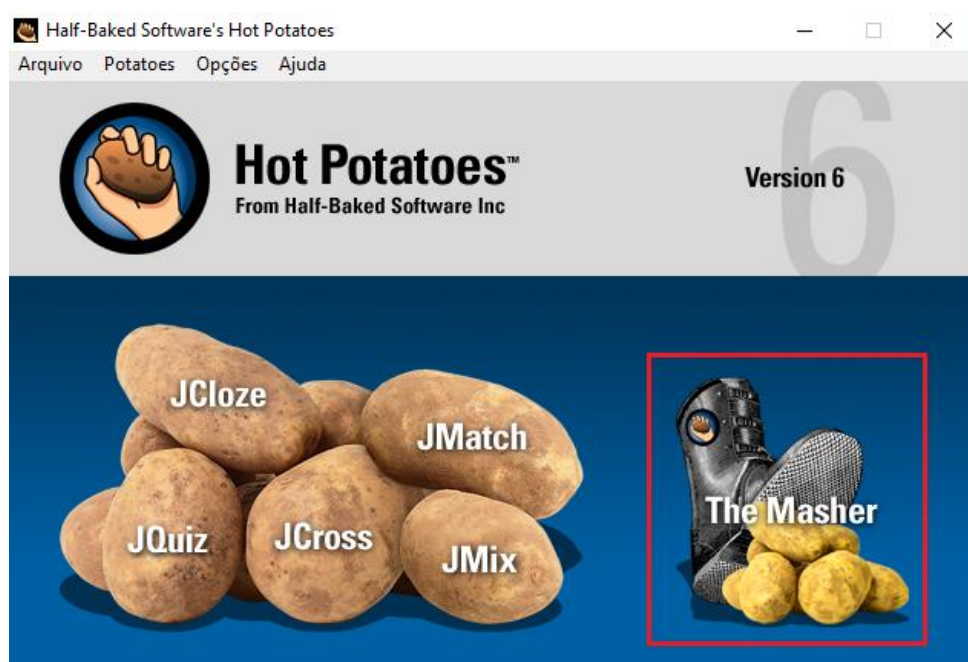 Half-Baked Software's Hot Potatoes
Arquivo Potatoes Opções Ajuda
Hot Potatoes™
From Half-Baked Software Inc
Version 6
6
JCloze
JMatch
JQuiz
JCross
JMix
The Masher